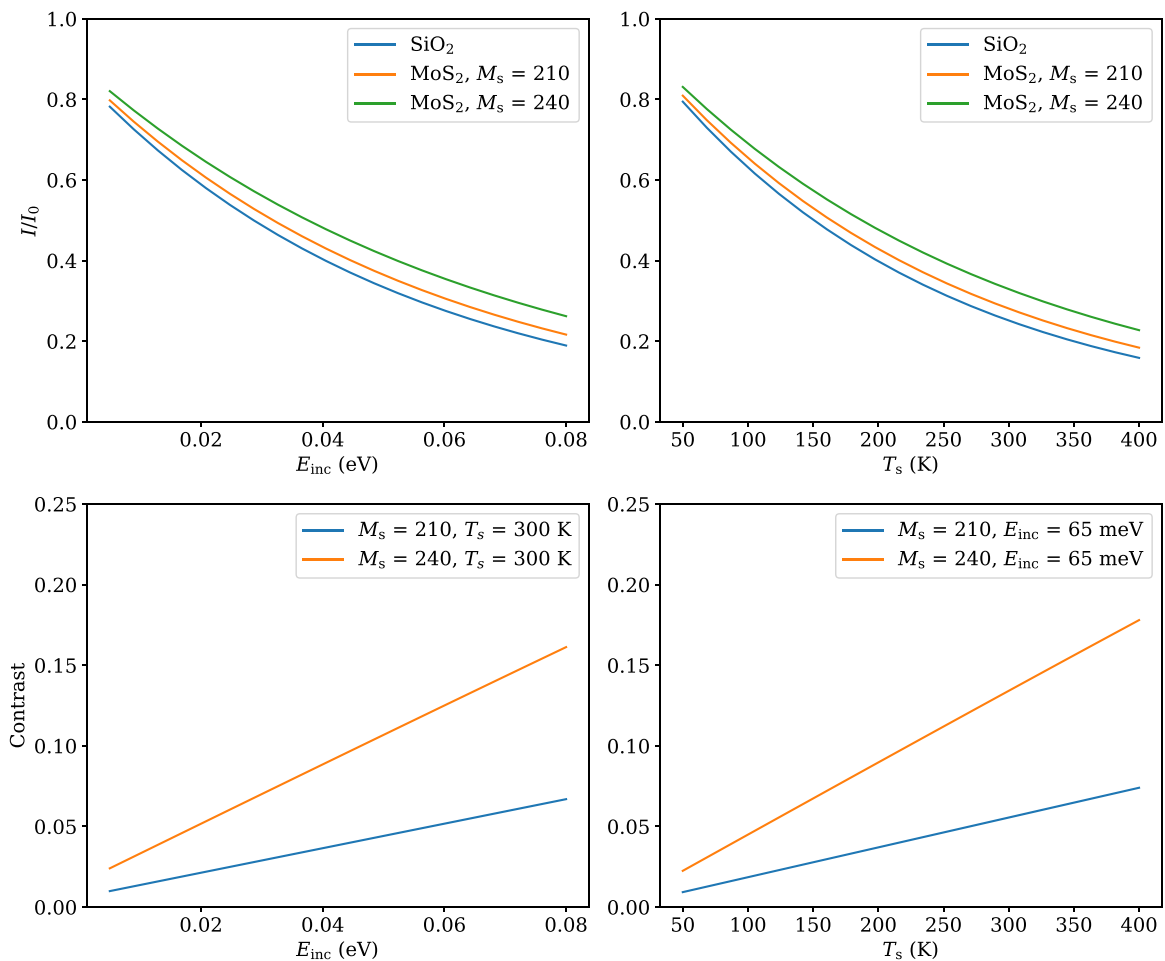 1.0
0.8
0.6
0.4
0.2
0.0
I/I₀
SiO₂
MoS₂, Mₛ = 210
MoS₂, Mₛ = 240
0.02 0.04 0.06 0.08
E_inc (eV)
1.0
0.8
0.6
0.4
0.2
0.0
SiO₂
MoS₂, Mₛ = 210
MoS₂, Mₛ = 240
50 100 150 200 250 300 350 400
Tₛ (K)
0.25
0.20
0.15
0.10
0.05
0.00
Contrast
Mₛ = 210, Tₛ = 300 K
Mₛ = 240, Tₛ = 300 K
0.02 0.04 0.06 0.08
E_inc (eV)
0.25
0.20
0.15
0.10
0.05
0.00
Mₛ = 210, E_inc = 65 meV
Mₛ = 240, E_inc = 65 meV
50 100 150 200 250 300 350 400
Tₛ (K)